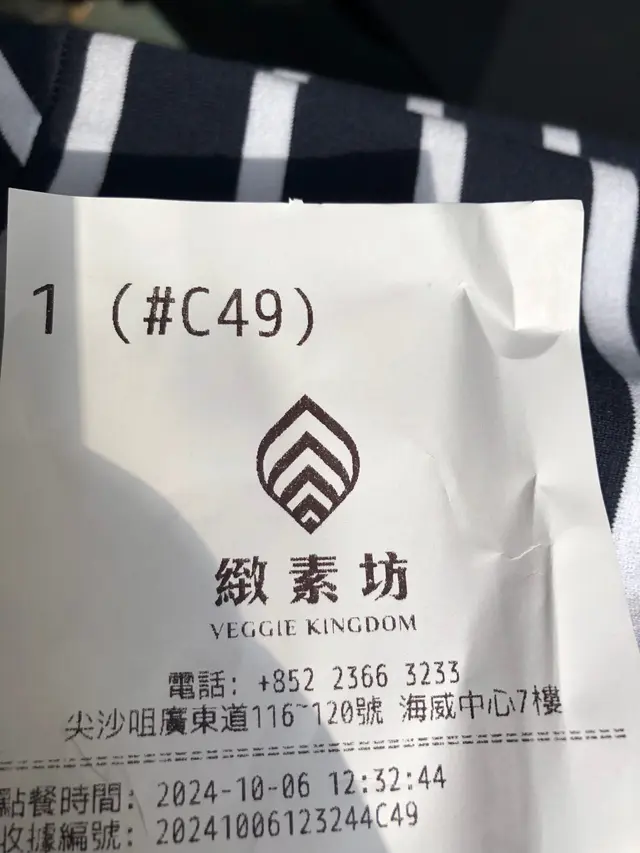 1 (#C49)
緻素坊
VEGGIE KINGDOM
電話: +852 2366 3233
尖沙咀廣東道116~120號 海威中心7樓
點餐時間: 2024-10-06 12:32:44
收據編號: 20241006123244C49